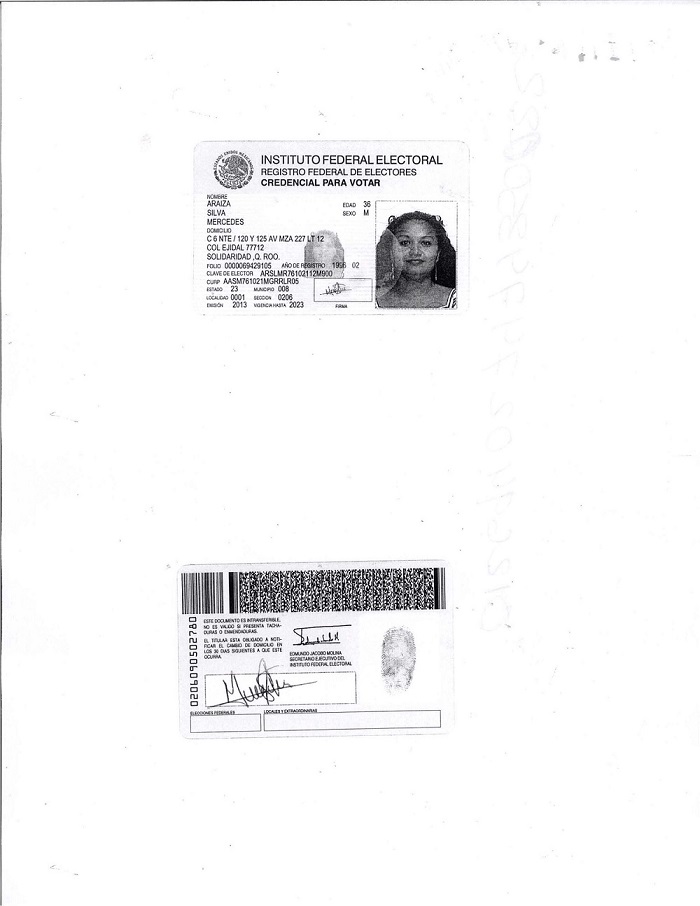 INSTITUTO FEDERAL ELECTORAL
REGISTRO FEDERAL DE ELECTORES
CREDENCIAL PARA VOTAR
NOMBRE
ARAIZA
SILVA
MERCEDES
EDAD 36
SEXO M
DOMICILIO
C 6 NTE / 120 Y 125 AV MZA 227 LT 12
COL EJIDAL 77712
SOLIDARIDAD ,Q. ROO.
FOLIO 0000069429105 AÑO DE REGISTRO 1996 02
CLAVE DE ELECTOR ARSLMR76102112M900
CURP AASM761021MGRRLR05
ESTADO 23 MUNICIPIO 008
LOCALIDAD 0001 SECCION 0206
EMISIÓN 2013 VIGENCIA HASTA 2023
FIRMA
ESTE DOCUMENTO ES INTRANSFERIBLE,
NO ES VALIDO SI PRESENTA TACHA-
DURAS O ENMENDADURAS.
EL TITULAR ESTA OBLIGADO A NOTI-
FICAR EL CAMBIO DE DOMICILIO EN
LOS 30 DIAS SIGUIENTES A QUE ESTE
OCURRA.
EDMUNDO JACOBO MOLINA
SECRETARIO EJECUTIVO DEL
INSTITUTO FEDERAL ELECTORAL
ELECCIONES FEDERALES
LOCALES Y EXTRAORDINARIAS